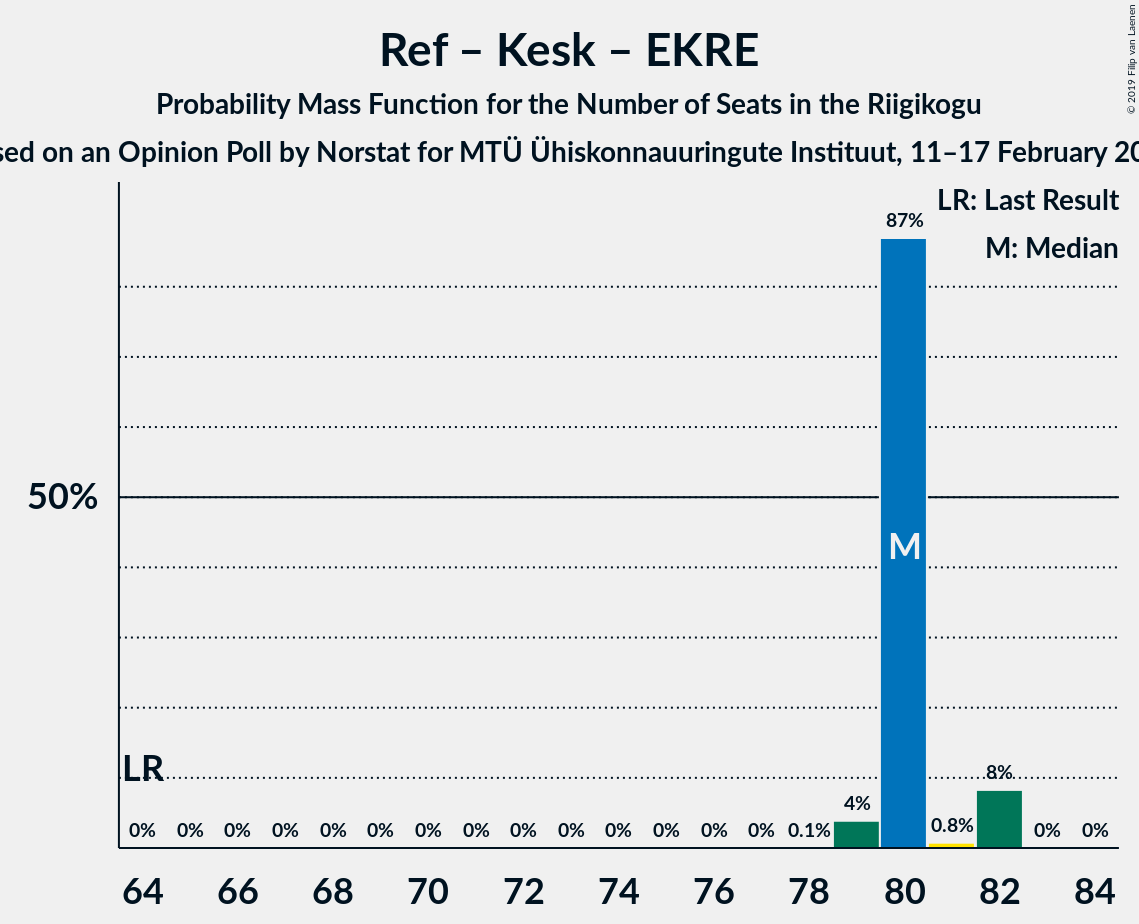 Ref – Kesk – EKRE
Probability Mass Function for the Number of Seats in the Riigikogu
sed on an Opinion Poll by Norstat for MTÜ Ühiskonnauuringute Instituut, 11–17 February 20
© 2019 Filip van Laenen
LR: Last Result
M: Median
87%
50%
M
LR
0% 0% 0% 0% 0% 0% 0% 0% 0% 0% 0% 0% 0% 0% 0.1% 4% 0.8% 8% 0% 0%
64 66 68 70 72 74 76 78 80 82 84